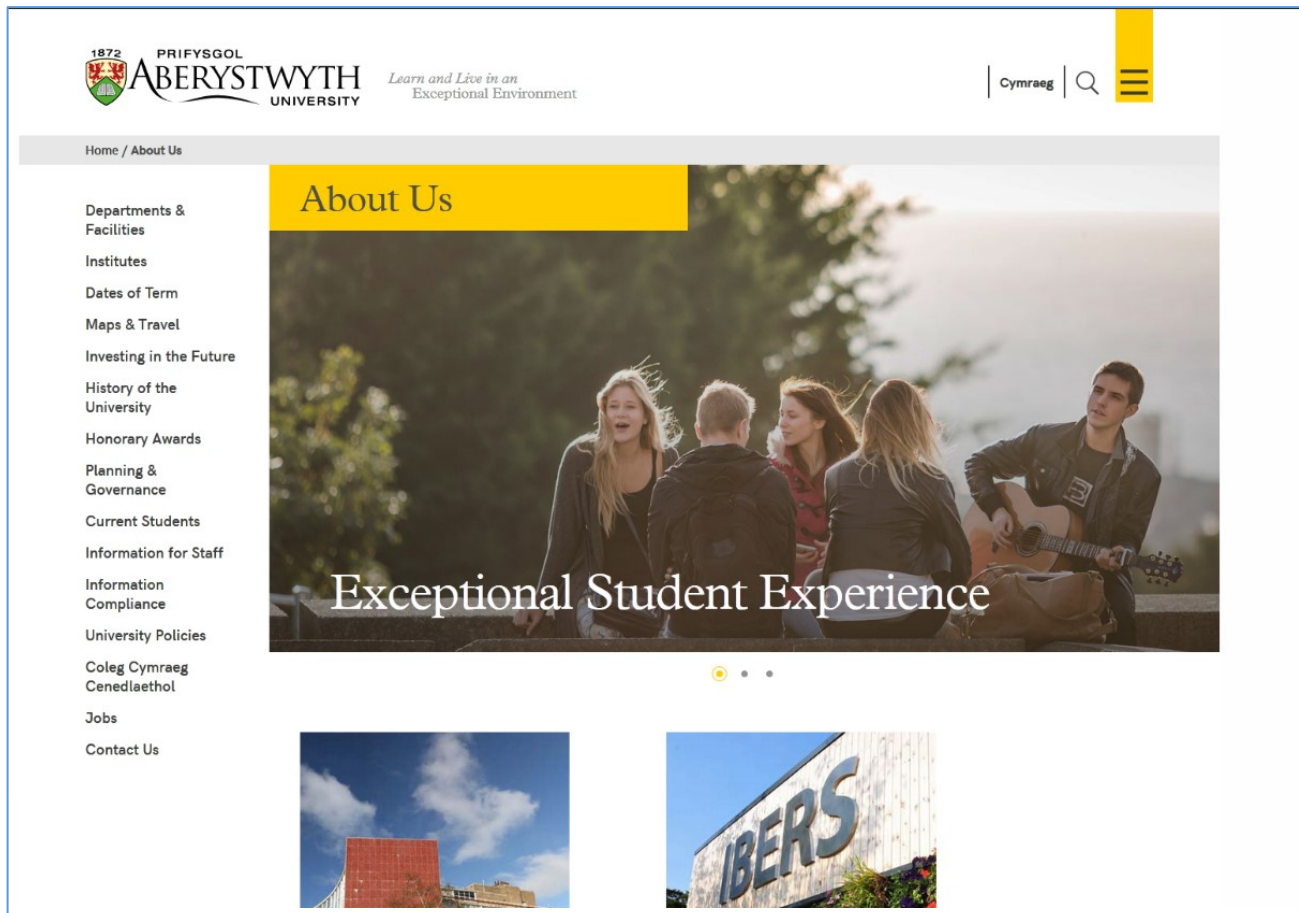 1872 PRIFYSGOL
ABERYSTWYTH
UNIVERSITY
Learn and Live in an
Exceptional Environment
Cymraeg
Home / About Us
About Us
Departments &
Facilities
Institutes
Dates of Term
Maps & Travel
Investing in the Future
History of the
University
Honorary Awards
Planning &
Governance
Current Students
Information for Staff
Information
Compliance
University Policies
Coleg Cymraeg
Cenedlaethol
Jobs
Contact Us
Exceptional Student Experience
IBERS